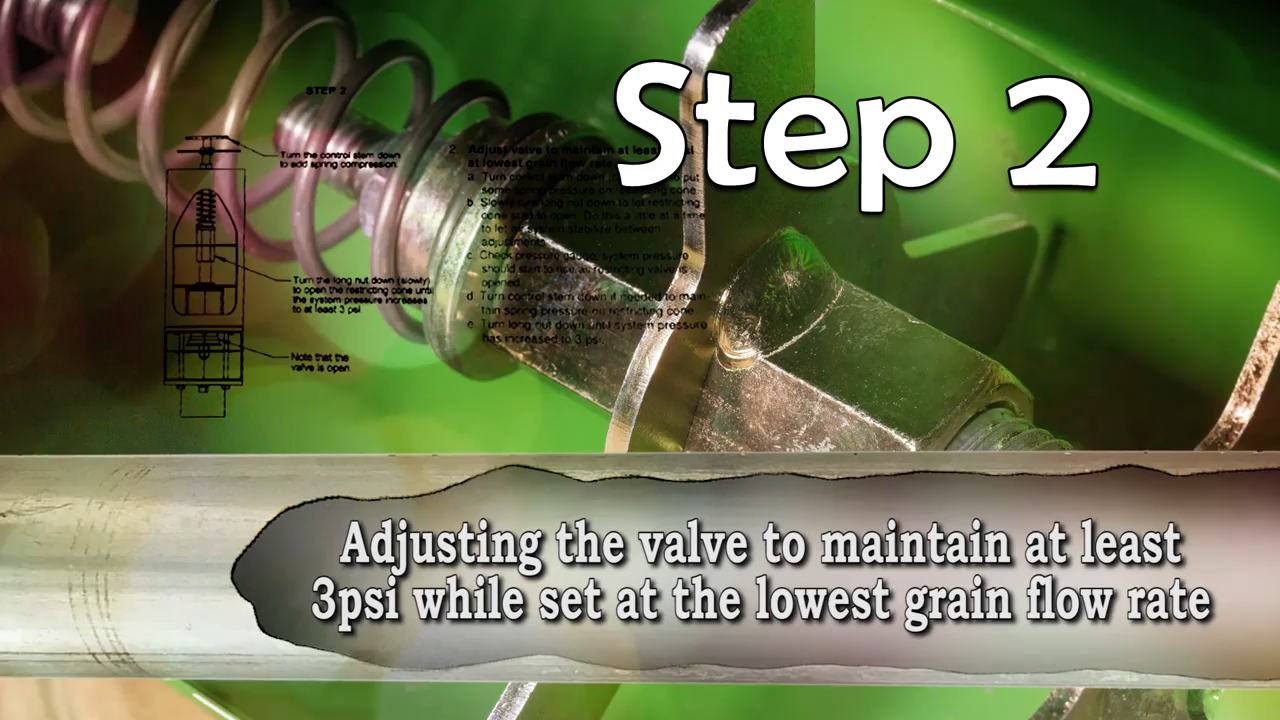 Step 2
STEP 2
Turn the control stem down
to add spring compression.
Turn the long nut down (slowly)
to open the restricting cone until
the system pressure increases
to at least 3 psi
Note that the
valve is open.
2. Adjust valve to maintain at least
at lowest grain flow rate
a. Turn control stem down to put
some spring pressure on restricting cone
b. Slowly turn long nut down to let restricting
cone start to open. Do this a little at a time
to let air system stabilize between
adjustments.
c. Check pressure gauge, system pressure
should start to rise as restricting valve is
opened.
d. Turn control stem down if needed to main-
tain spring pressure on restricting cone
e. Turn long nut down until system pressure
has increased to 3 psi.
Adjusting the valve to maintain at least
3psi while set at the lowest grain flow rate